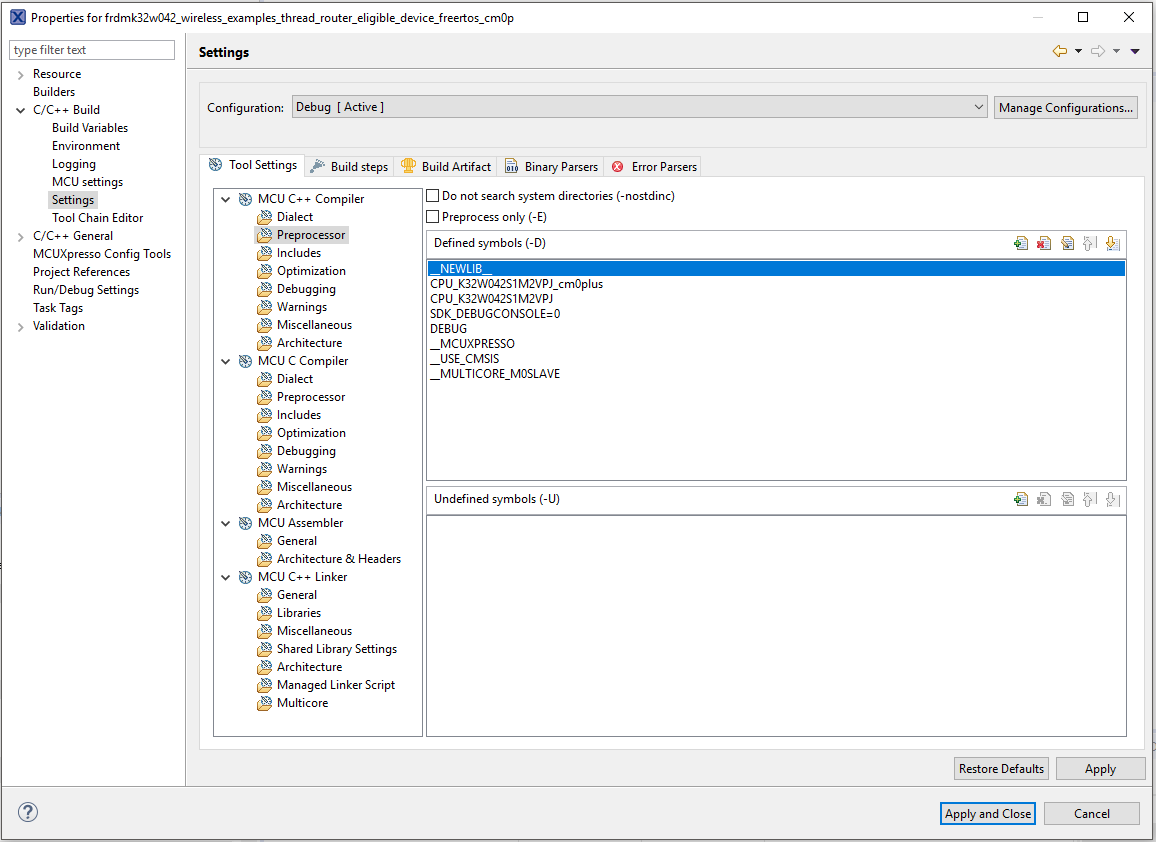 Properties for frdmk32w042_wireless_examples_thread_router_eligible_device_freertos_cm0p
type filter text
Resource
Builders
C/C++ Build
Build Variables
Environment
Logging
MCU settings
Settings
Tool Chain Editor
C/C++ General
MCUXpresso Config Tools
Project References
Run/Debug Settings
Task Tags
Validation
Settings
Configuration:
Debug [ Active ]
Manage Configurations...
Tool Settings
Build steps
Build Artifact
Binary Parsers
Error Parsers
MCU C++ Compiler
Dialect
Preprocessor
Includes
Optimization
Debugging
Warnings
Miscellaneous
Architecture
MCU C Compiler
Dialect
Preprocessor
Includes
Optimization
Debugging
Warnings
Miscellaneous
Architecture
MCU Assembler
General
Architecture & Headers
MCU C++ Linker
General
Libraries
Miscellaneous
Shared Library Settings
Architecture
Managed Linker Script
Multicore
Do not search system directories (-nostdinc)
Preprocess only (-E)
Defined symbols (-D)
__NEWLIB__
CPU_K32W042S1M2VPJ_cm0plus
CPU_K32W042S1M2VPJ
SDK_DEBUGCONSOLE=0
DEBUG
__MCUXPRESSO
__USE_CMSIS
__MULTICORE_M0SLAVE
Undefined symbols (-U)
Restore Defaults
Apply
?
Apply and Close
Cancel